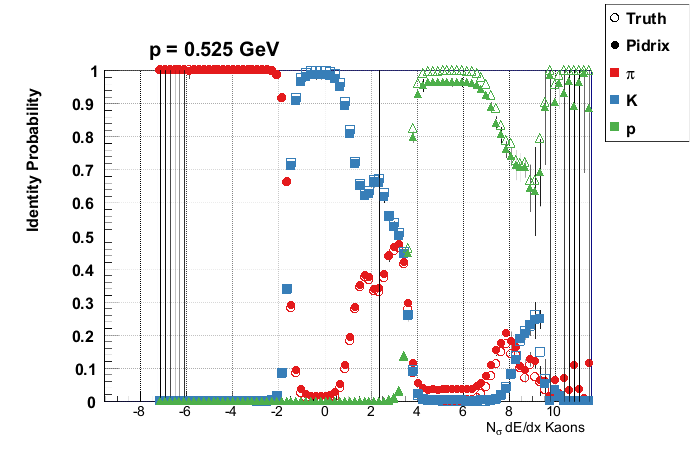 p = 0.525 GeV
Truth
Pidrix
π
K
p
Identity Probability
1
0.9
0.8
0.7
0.6
0.5
0.4
0.3
0.2
0.1
0
-8 -6 -4 -2 0 2 4 6 8 10
Nσ dE/dx Kaons